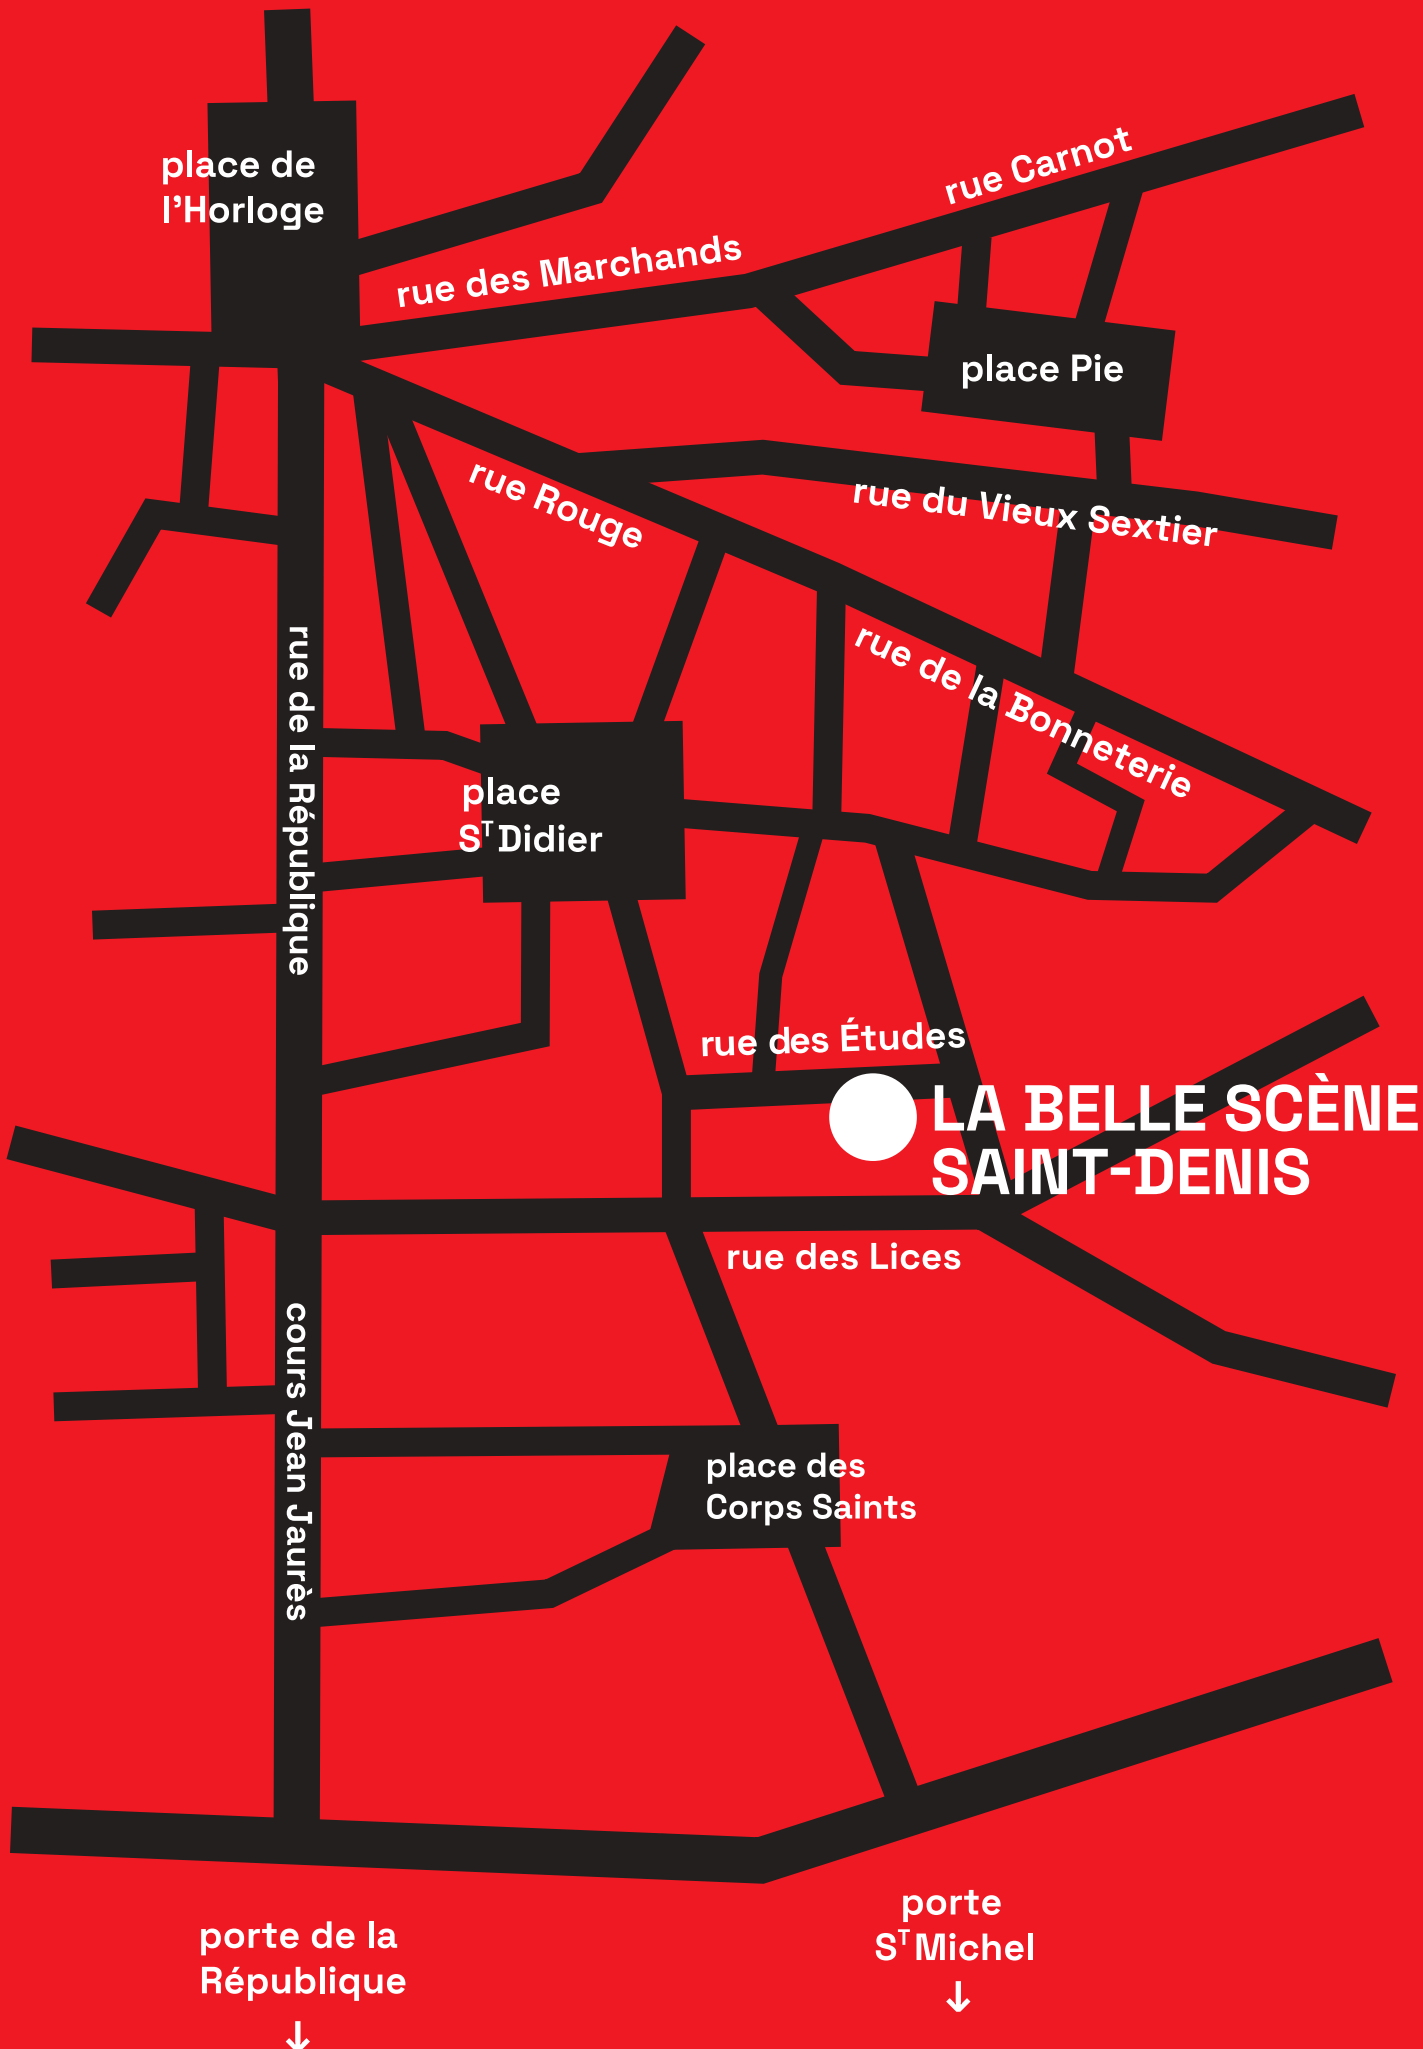 place de
l'Horloge
rue Carnot
rue des Marchands
place Pie
rue Rouge
rue du Vieux Sextier
rue de la Bonneterie
rue de la République
place
Sᵀ Didier
rue des Études
LA BELLE SCÈNE
SAINT-DENIS
rue des Lices
cours Jean Jaurès
place des
Corps Saints
porte
Sᵀ Michel
↓
porte de la
République
↓